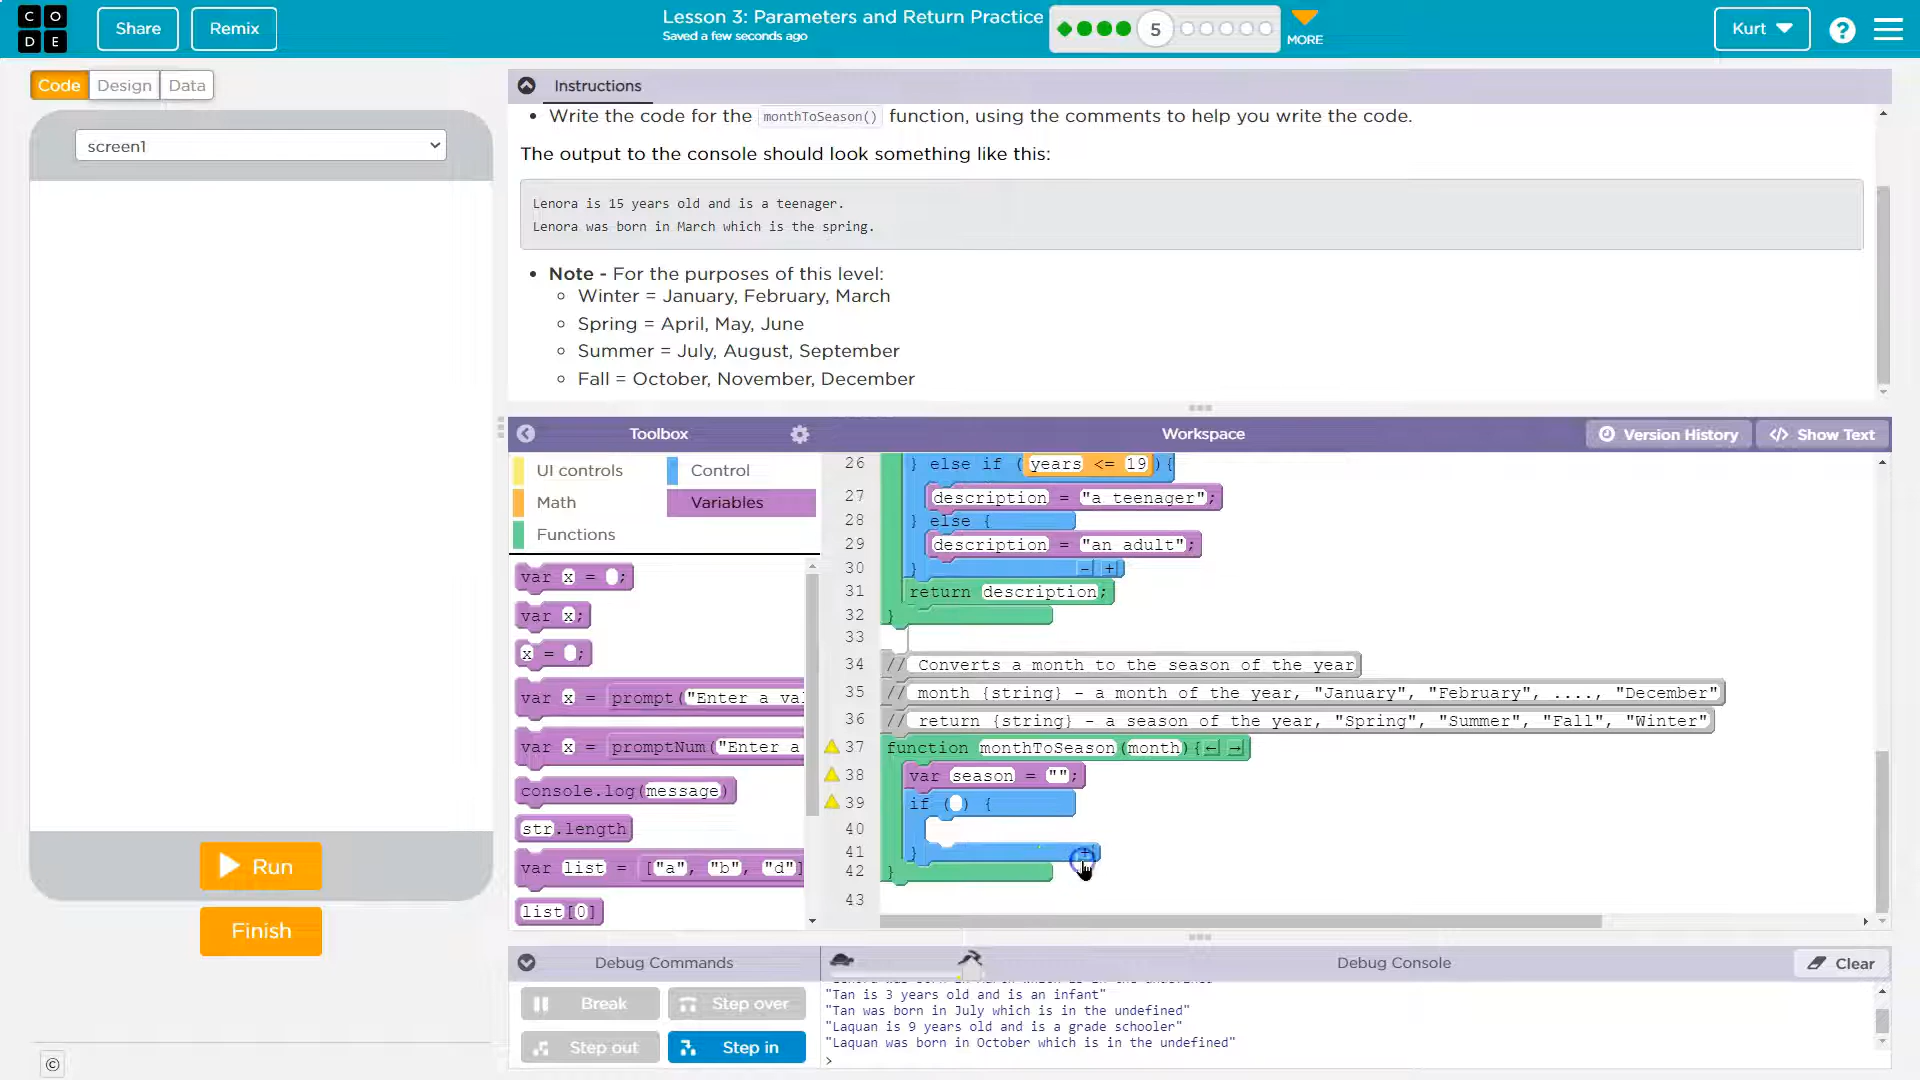 CO
DE
Share
Remix
Lesson 3: Parameters and Return Practice
Saved a few seconds ago
5
MORE
Kurt
?
Code
Design
Data
screen1
Run
Finish
©
Instructions
Write the code for the monthToSeason() function, using the comments to help you write the code.
The output to the console should look something like this:
Lenora is 15 years old and is a teenager.
Lenora was born in March which is the spring.
Note - For the purposes of this level:
Winter = January, February, March
Spring = April, May, June
Summer = July, August, September
Fall = October, November, December
Toolbox
Workspace
Version History
</> Show Text
UI controls
Control
Math
Variables
Functions
var x = ;
var x;
x = ;
var x = prompt("Enter a val
var x = promptNum("Enter a
console.log(message)
str.length
var list = ["a", "b", "d"]
list[0]
26 } else if (years <= 19){
27 description = "a teenager";
28 } else {
29 description = "an adult";
30 } - +
31 return description;
32 }
33
34 // Converts a month to the season of the year
35 // month {string} - a month of the year, "January", "February", ...., "December"
36 // return {string} - a season of the year, "Spring", "Summer", "Fall", "Winter"
37 function monthToSeason(month){ ← →
38 var season = "";
39 if ( ) {
40
41 } +
42 }
43
Debug Commands
Debug Console
Clear
Break
Step over
Step out
Step in
"Tan is 3 years old and is an infant"
"Tan was born in July which is in the undefined"
"Laquan is 9 years old and is a grade schooler"
"Laquan was born in October which is in the undefined"
>